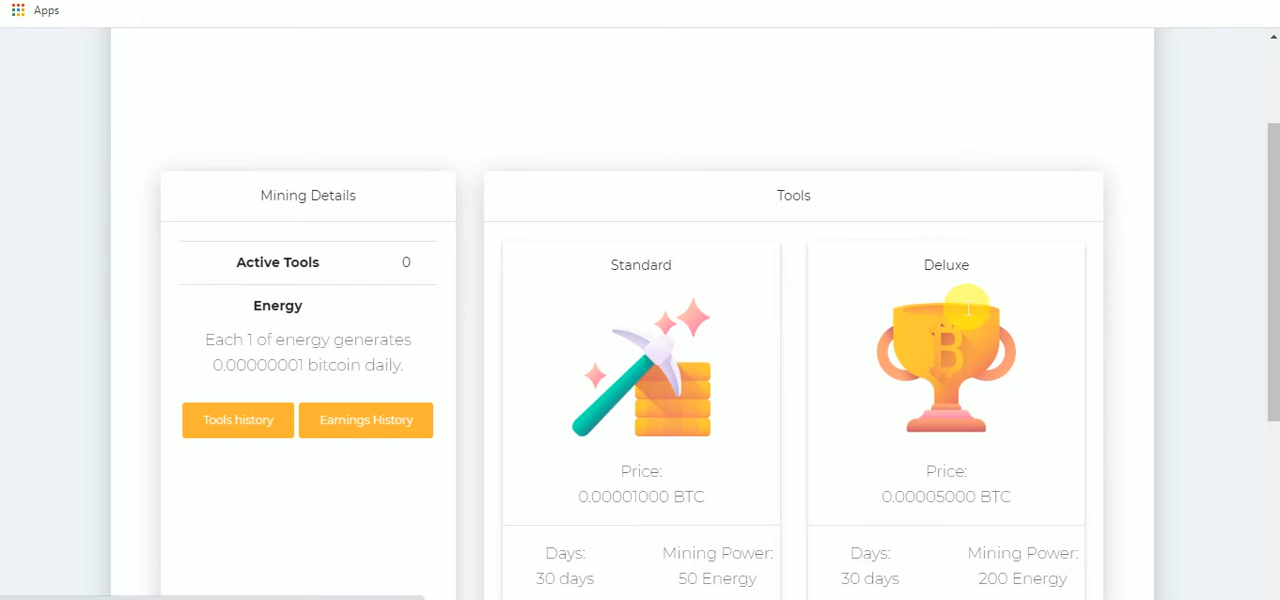 Apps
Mining Details
Active Tools 0
Energy
Each 1 of energy generates
0.00000001 bitcoin daily.
Tools history Earnings History
Tools
Standard
Price:
0.00001000 BTC
Days: Mining Power:
30 days 50 Energy
Deluxe
B
Price:
0.00005000 BTC
Days: Mining Power:
30 days 200 Energy